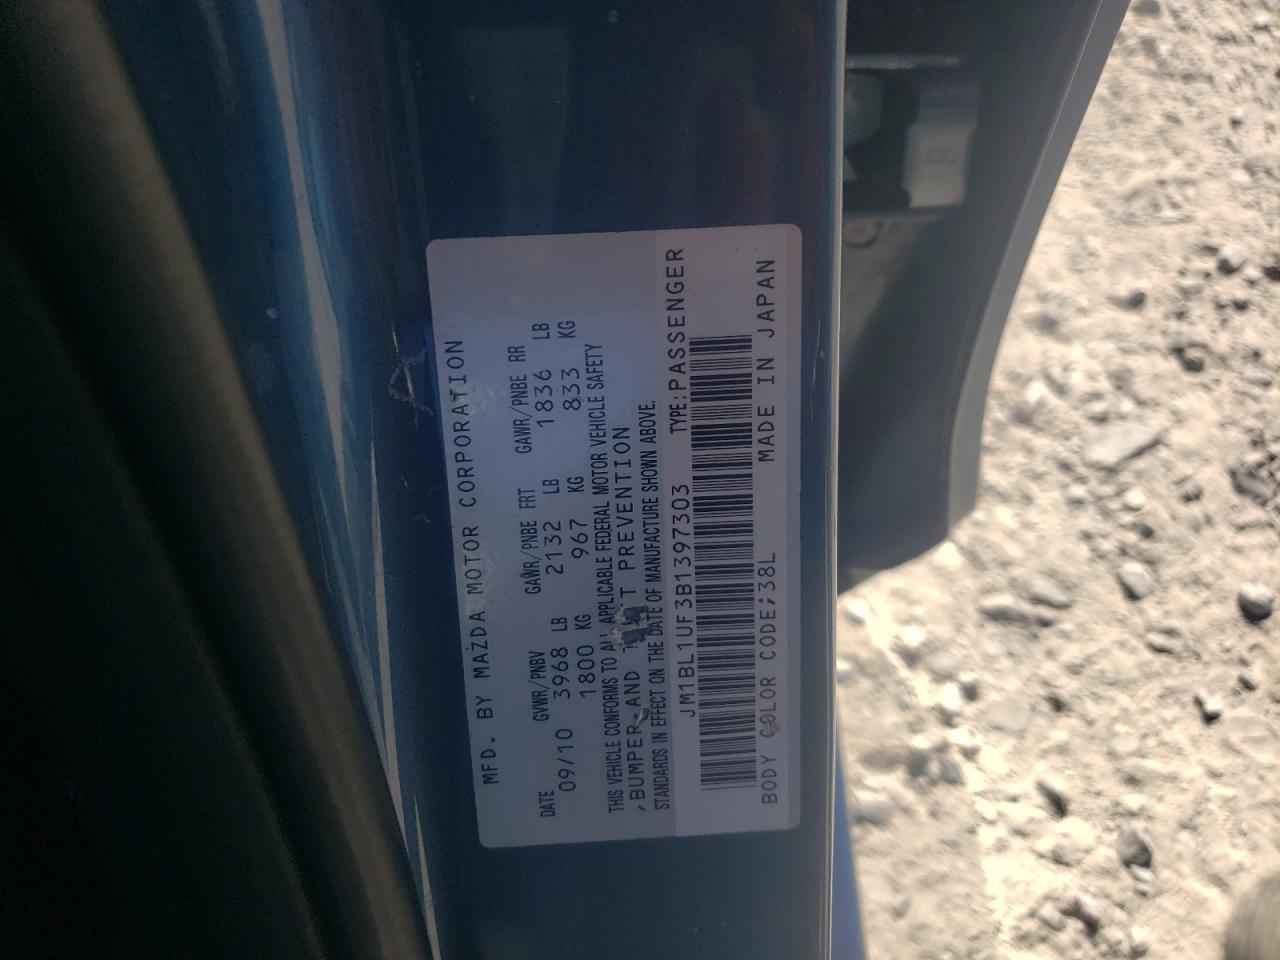 MFD. BY MAZDA MOTOR CORPORATION
DATE GVWR/PNBV GAWR/PNBE FRT GAWR/PNBE RR
09/10 3968 LB 2132 LB 1836 LB
1800 KG 967 KG 833 KG
THIS VEHICLE CONFORMS TO ALL APPLICABLE FEDERAL MOTOR VEHICLE SAFETY
,BUMPER AND T PREVENTION
STANDARDS IN EFFECT ON THE DATE OF MANUFACTURE SHOWN ABOVE.
JM1BL1UF3B1397303 TYPE:PASSENGER
BODY COLOR CODE;38L MADE IN JAPAN